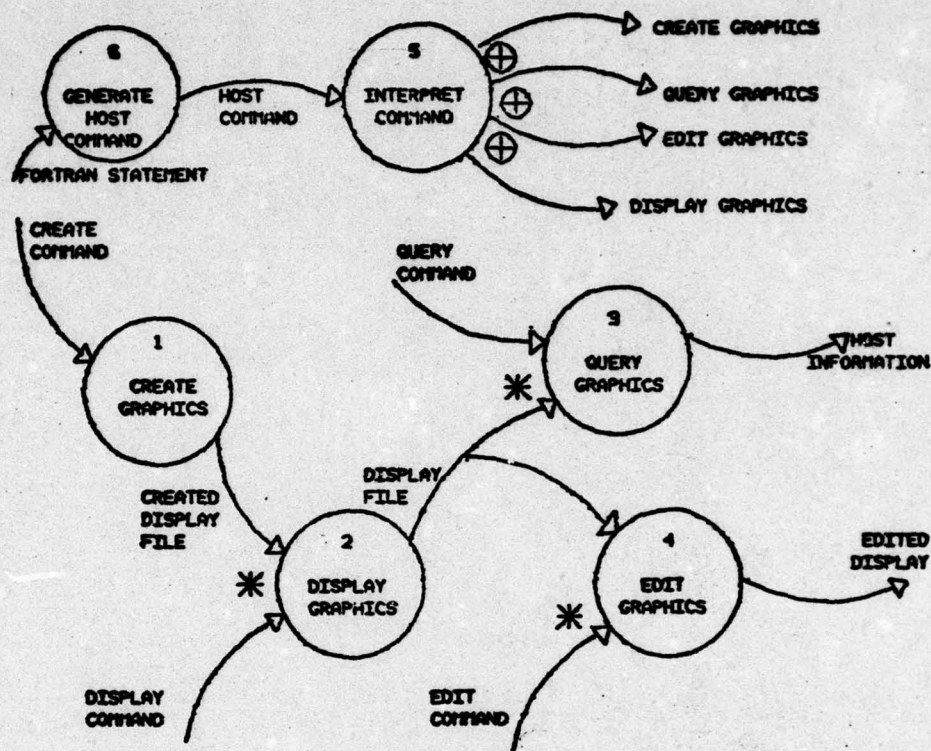 6
GENERATE
HOST
COMMAND
HOST
COMMAND
5
INTERPRET
COMMAND
CREATE GRAPHICS
QUERY GRAPHICS
EDIT GRAPHICS
DISPLAY GRAPHICS
FORTRAN STATEMENT
CREATE
COMMAND
QUERY
COMMAND
1
CREATE
GRAPHICS
3
QUERY
GRAPHICS
HOST
INFORMATION
CREATED
DISPLAY
FILE
DISPLAY
FILE
2
DISPLAY
GRAPHICS
4
EDIT
GRAPHICS
EDITED
DISPLAY
DISPLAY
COMMAND
EDIT
COMMAND